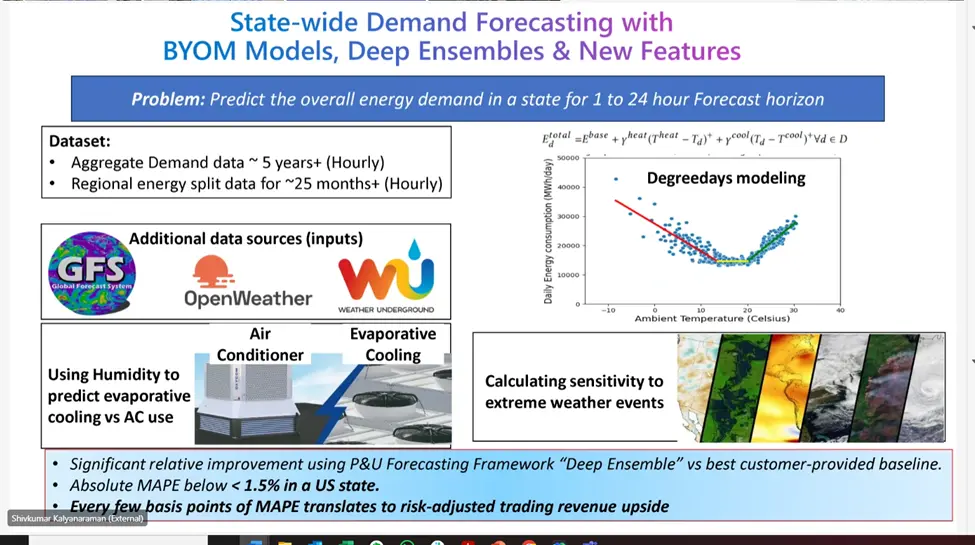 State-wide Demand Forecasting with
BYOM Models, Deep Ensembles & New Features
Problem: Predict the overall energy demand in a state for 1 to 24 hour Forecast horizon
Dataset:
• Aggregate Demand data ~ 5 years+ (Hourly)
• Regional energy split data for ~25 months+ (Hourly)
Additional data sources (inputs)
GFS
Global Forecast System
OpenWeather
WU
WEATHER UNDERGROUND
Using Humidity to
predict evaporative
cooling vs AC use
Air
Conditioner
Evaporative
Cooling
E_d^{total} =E^{base} + γ^{heat}(T^{heat} − T_d)^+ + γ^{cool}(T_d − T^{cool})^+∀d ∈ D
Degreedays modeling
Daily Energy consumption (MWh/day)
50000
40000
30000
20000
10000
0
−10 0 10 20 30 40
Ambient Temperature (Celsius)
Calculating sensitivity to
extreme weather events
• Significant relative improvement using P&U Forecasting Framework “Deep Ensemble” vs best customer-provided baseline.
• Absolute MAPE below < 1.5% in a US state.
• Every few basis points of MAPE translates to risk-adjusted trading revenue upside
Shivkumar Kalyanaraman (External)